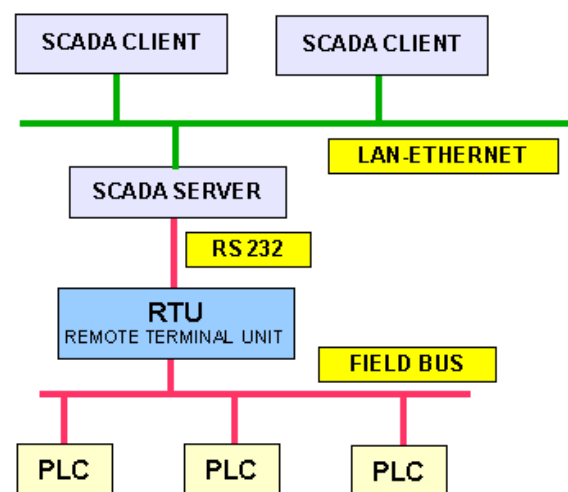 SCADA CLIENT
SCADA CLIENT
LAN-ETHERNET
SCADA SERVER
RS 232
RTU
REMOTE TERMINAL UNIT
FIELD BUS
PLC
PLC
PLC